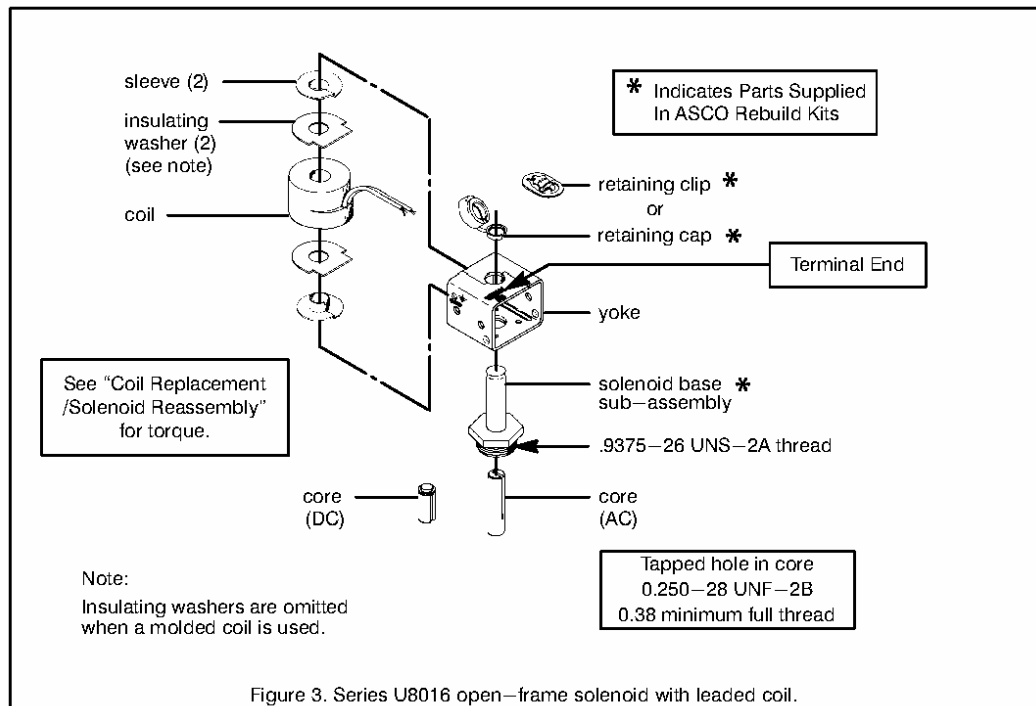 sleeve (2)
insulating
washer (2)
(see note)
coil
* Indicates Parts Supplied
In ASCO Rebuild Kits
retaining clip *
or
retaining cap *
Terminal End
yoke
See “Coil Replacement
/Solenoid Reassembly”
for torque.
solenoid base *
sub−assembly
.9375−26 UNS−2A thread
core
(DC)
core
(AC)
Tapped hole in core
0.250−28 UNF−2B
0.38 minimum full thread
Note:
Insulating washers are omitted
when a molded coil is used.
Figure 3. Series U8016 open−frame solenoid with leaded coil.